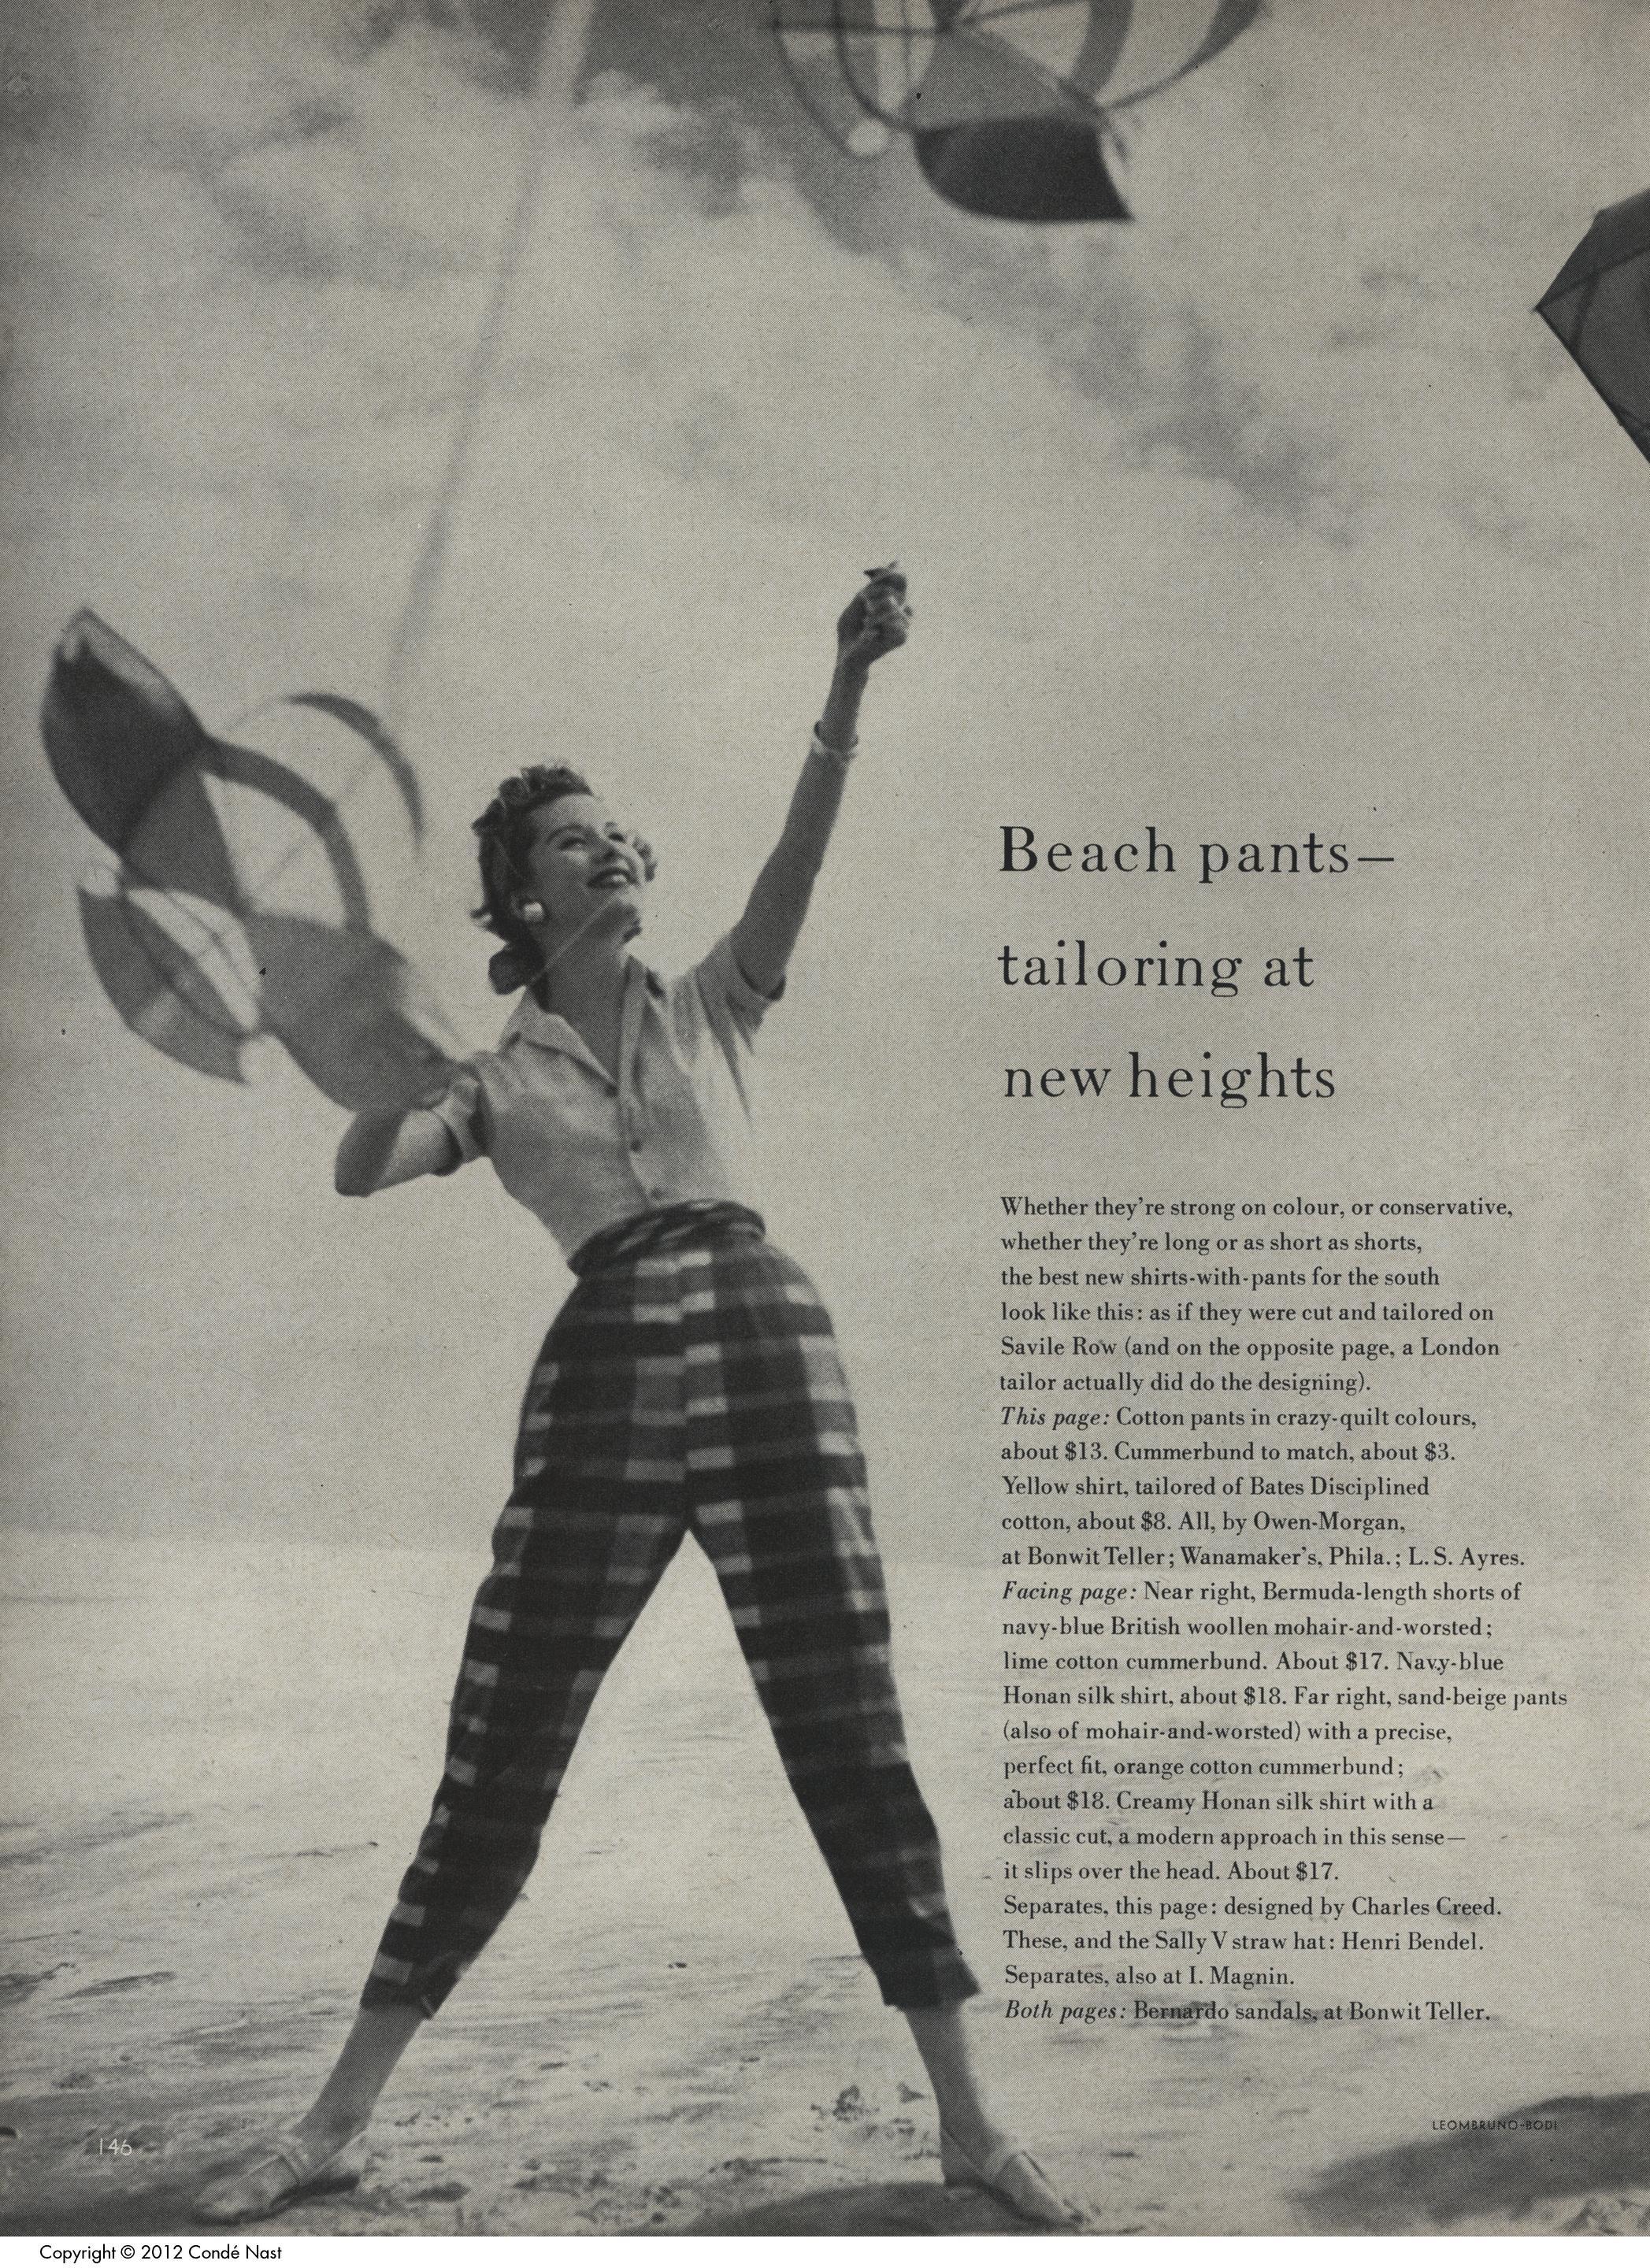 Beach pants—
tailoring at
new heights
Whether they're strong on colour, or conservative,
whether they're long or as short as shorts,
the best new shirts-with-pants for the south
look like this: as if they were cut and tailored on
Savile Row (and on the opposite page, a London
tailor actually did do the designing).
This page: Cotton pants in crazy-quilt colours,
about $13. Cummerbund to match, about $3.
Yellow shirt, tailored of Bates Disciplined
cotton, about $8. All, by Owen-Morgan,
at Bonwit Teller; Wanamaker's, Phila.; L. S. Ayres.
Facing page: Near right, Bermuda-length shorts of
navy-blue British woollen mohair-and-worsted;
lime cotton cummerbund. About $17. Navy-blue
Honan silk shirt, about $18. Far right, sand-beige pants
(also of mohair-and-worsted) with a precise,
perfect fit, orange cotton cummerbund;
about $18. Creamy Honan silk shirt with a
classic cut, a modern approach in this sense—
it slips over the head. About $17.
Separates, this page: designed by Charles Creed.
These, and the Sally V straw hat: Henri Bendel.
Separates, also at I. Magnin.
Both pages: Bernardo sandals, at Bonwit Teller.
LEOMBRUNO-BODI
146
Copyright © 2012 Condé Nast